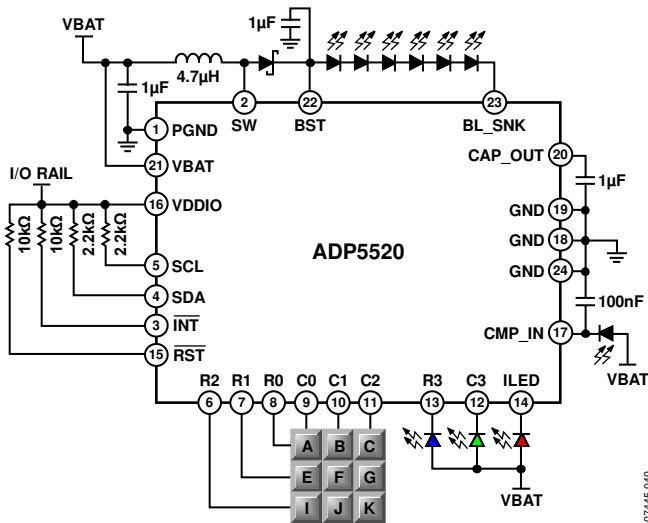 VBAT
1µF
4.7µH
1µF
2
SW
22
BST
23
BL_SNK
1
PGND
21
VBAT
I/O RAIL
16
VDDIO
10kΩ
10kΩ
2.2kΩ
2.2kΩ
5
SCL
4
SDA
3
INT
15
RST
ADP5520
CAP_OUT
20
1µF
GND
19
GND
18
GND
24
100nF
CMP_IN
17
VBAT
R2
R1
R0
C0
C1
C2
R3
C3
ILED
6
7
8
9
10
11
13
12
14
A
B
C
E
F
G
I
J
K
VBAT
07445-040